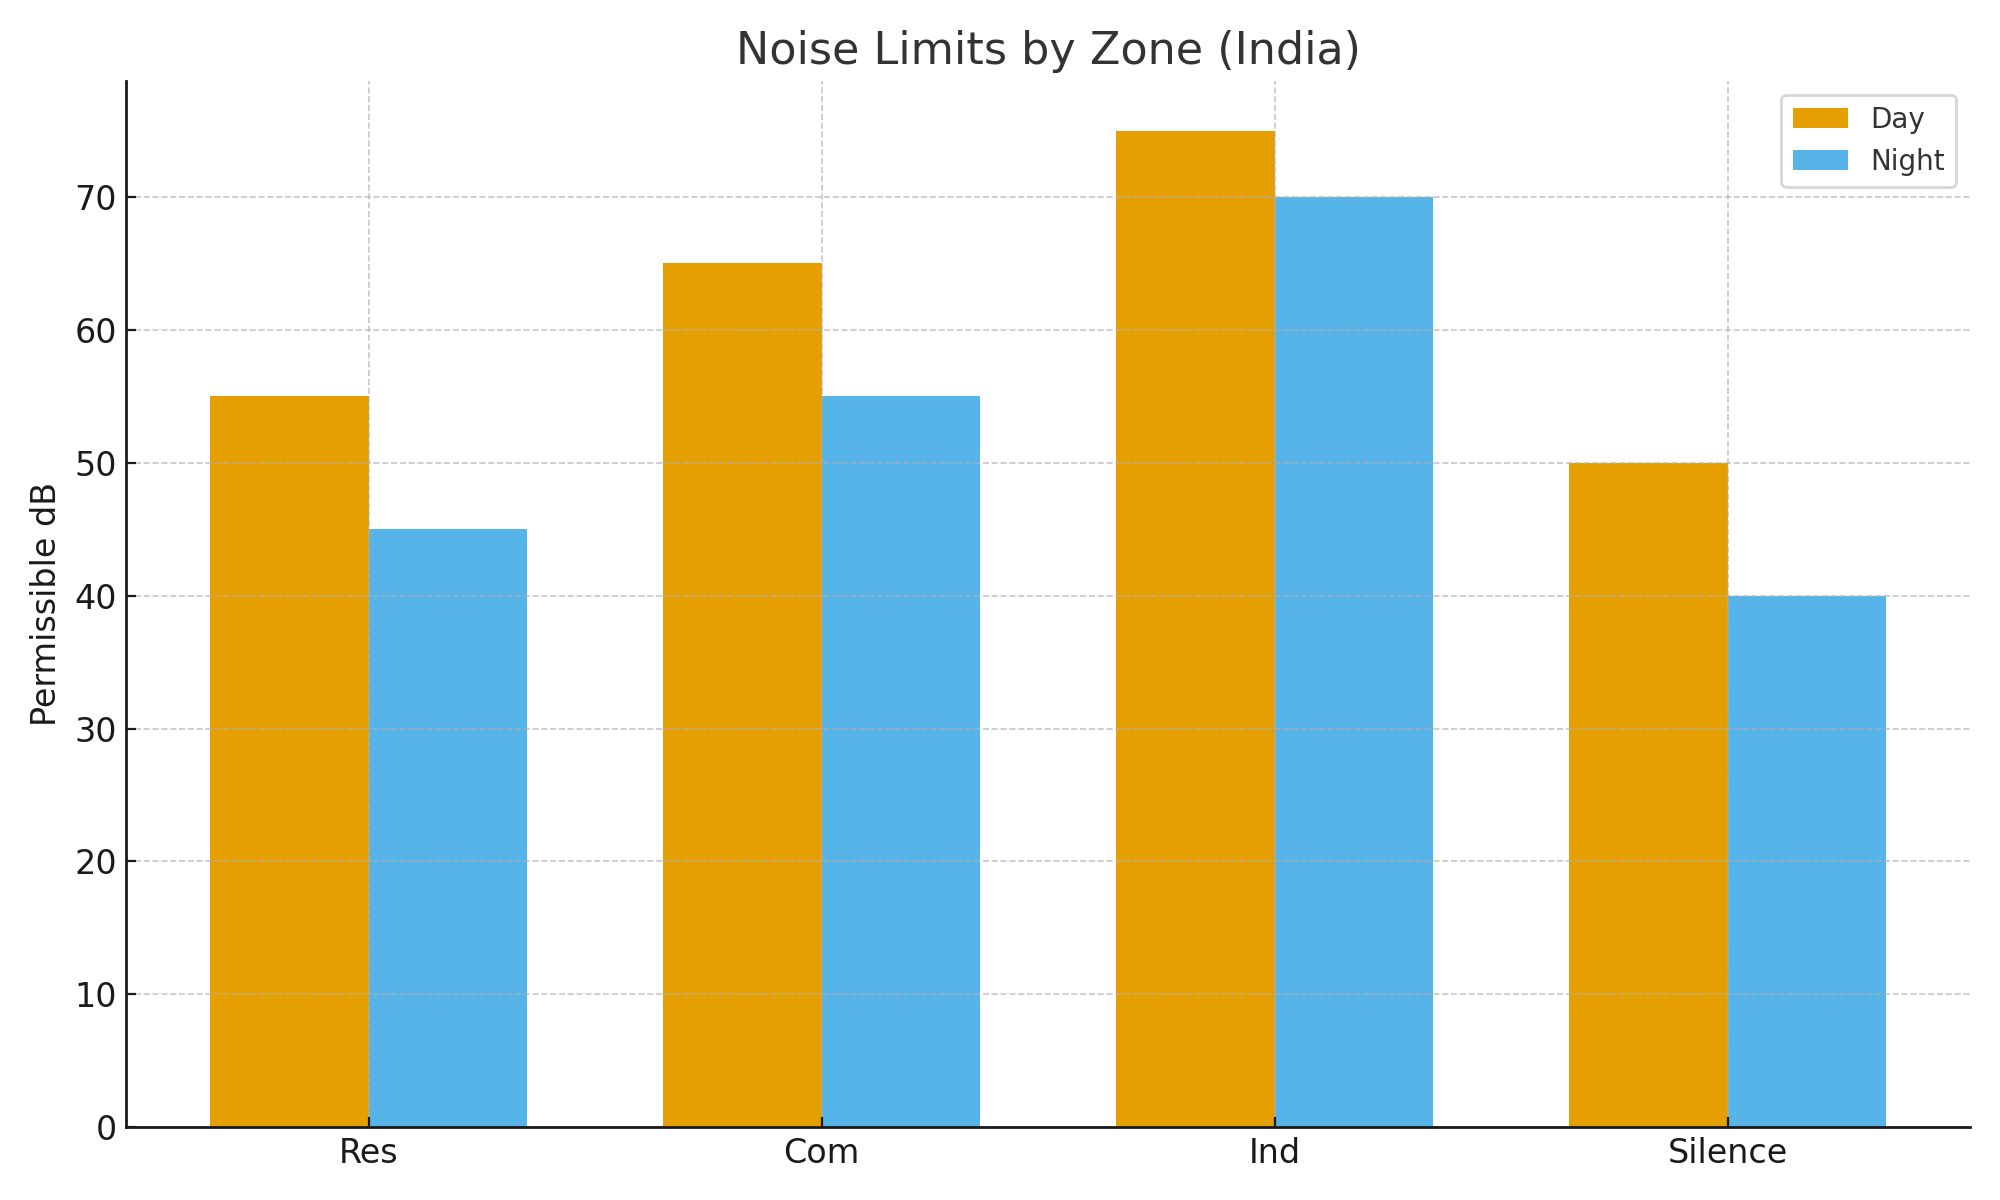 Noise Limits by Zone (India)
Day
Night
Permissible dB
70
60
50
40
30
20
10
0
Res Com Ind Silence